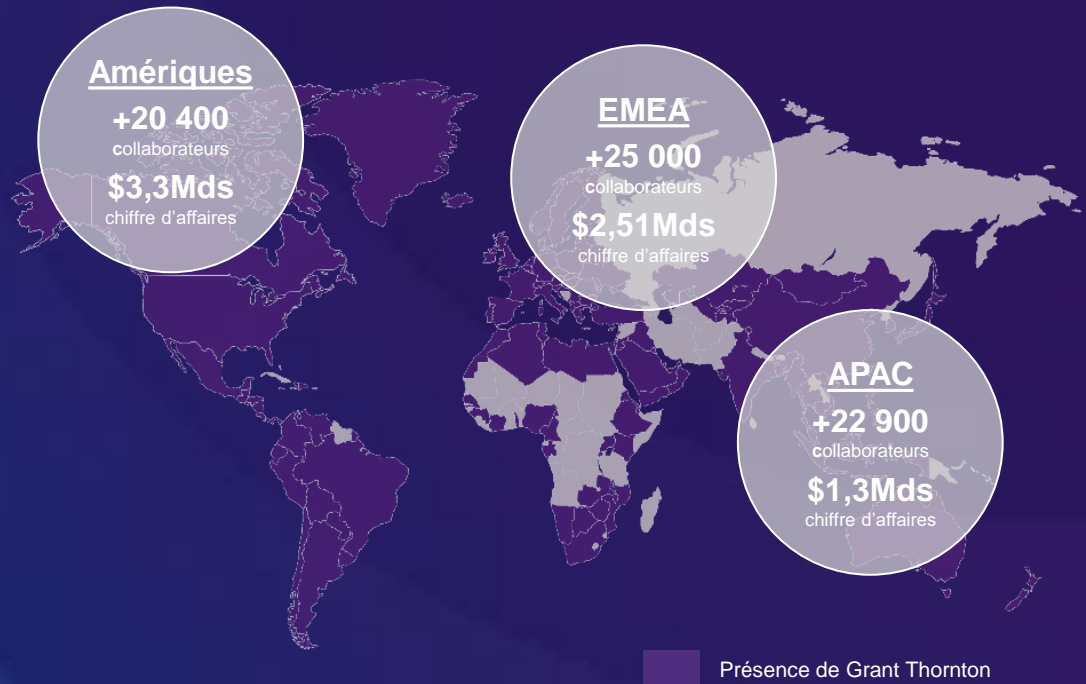 Amériques
+20 400
collaborateurs
$3,3Mds
chiffre d'affaires
EMEA
+25 000
collaborateurs
$2,51Mds
chiffre d'affaires
APAC
+22 900
collaborateurs
$1,3Mds
chiffre d'affaires
Présence de Grant Thornton